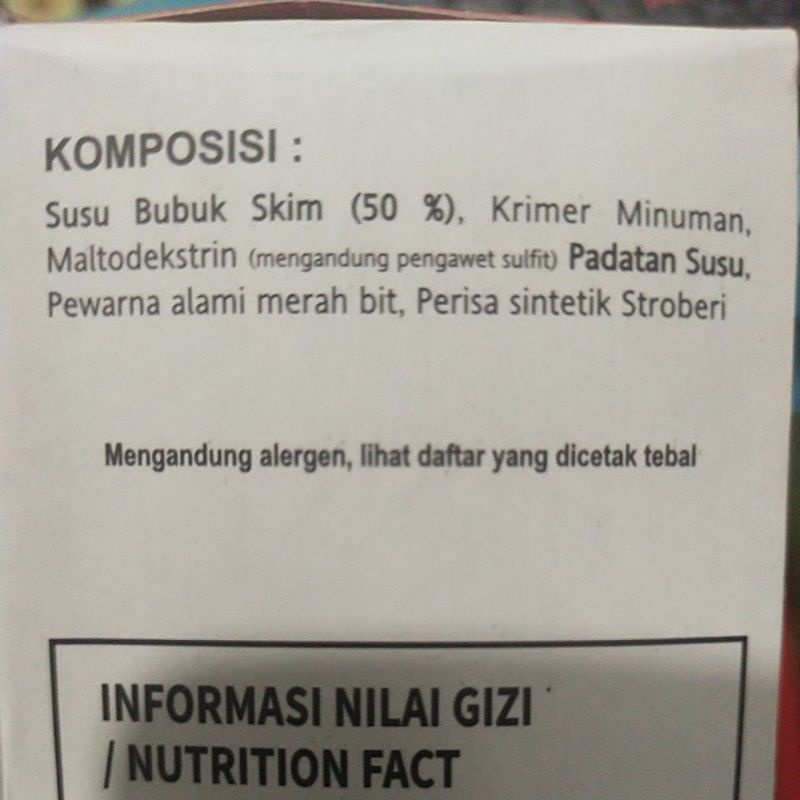 KOMPOSISI :
Susu Bubuk Skim (50 %), Krimer Minuman,
Maltodekstrin (mengandung pengawet sulfit) Padatan Susu,
Pewarna alami merah bit, Perisa sintetik Stroberi
Mengandung alergen, lihat daftar yang dicetak tebal
INFORMASI NILAI GIZI
/ NUTRITION FACT